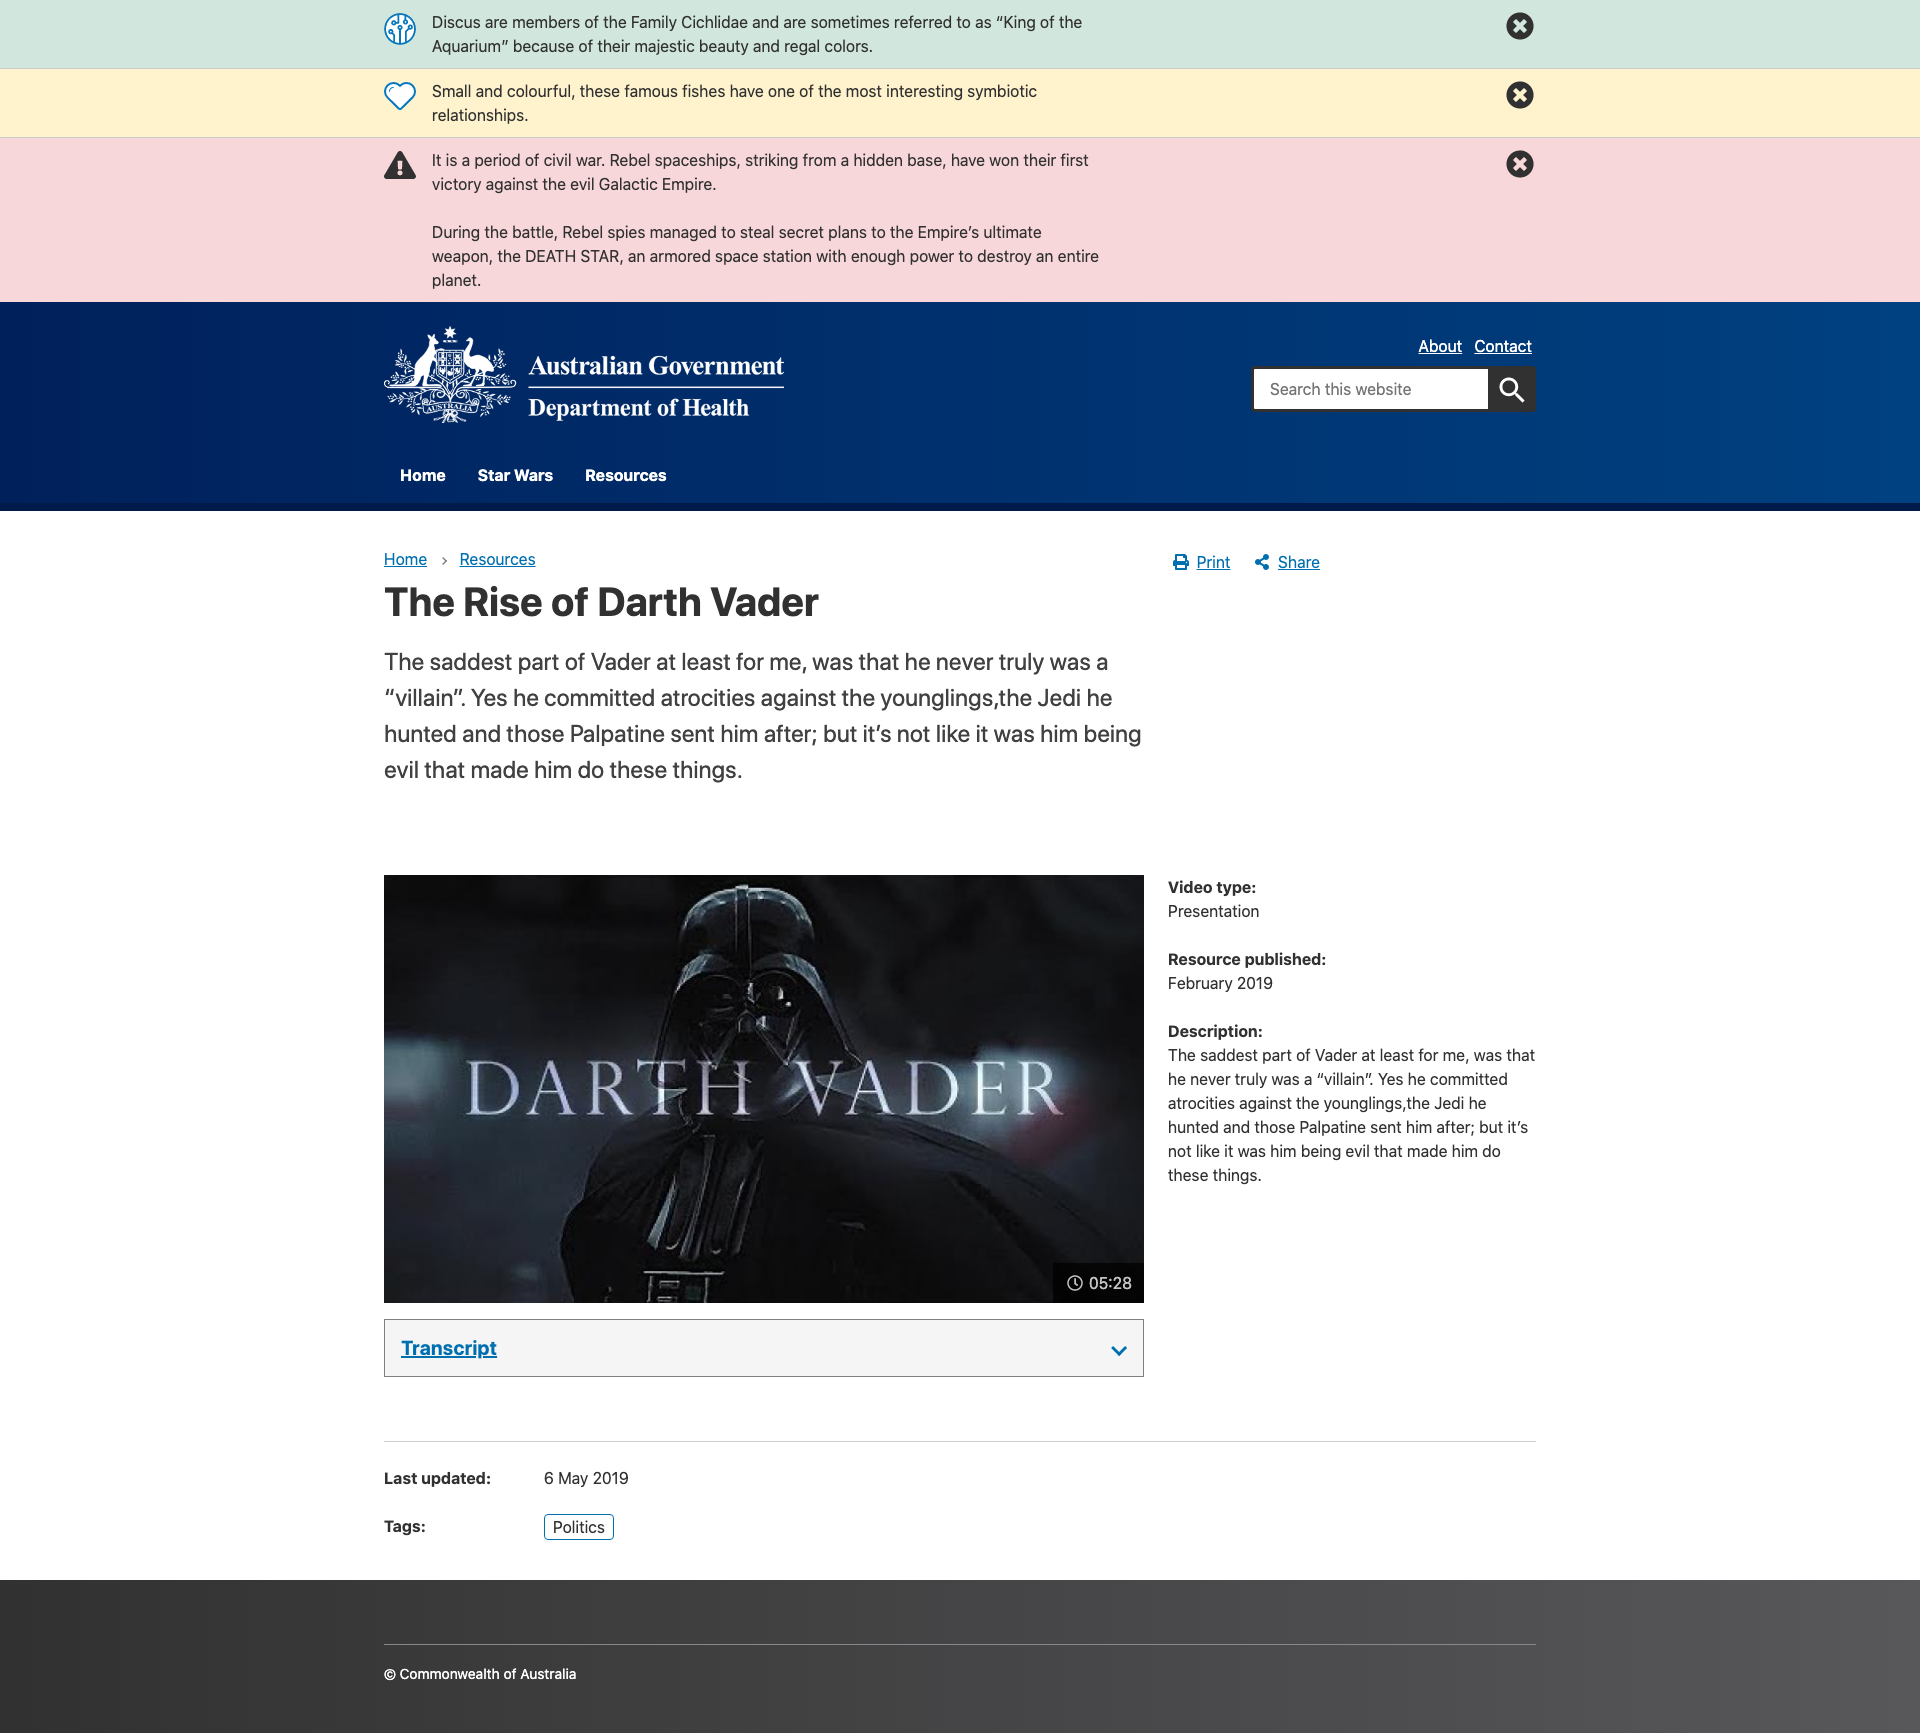 Discus are members of the Family Cichlidae and are sometimes referred to as “King of the
Aquarium” because of their majestic beauty and regal colors.
Small and colourful, these famous fishes have one of the most interesting symbiotic
relationships.
It is a period of civil war. Rebel spaceships, striking from a hidden base, have won their first
victory against the evil Galactic Empire.
During the battle, Rebel spies managed to steal secret plans to the Empire’s ultimate
weapon, the DEATH STAR, an armored space station with enough power to destroy an entire
planet.
AUSTRALIA
Australian Government
Department of Health
About Contact
Search this website
Home Star Wars Resources
Home › Resources
Print Share
The Rise of Darth Vader
The saddest part of Vader at least for me, was that he never truly was a
“villain”. Yes he committed atrocities against the younglings,the Jedi he
hunted and those Palpatine sent him after; but it’s not like it was him being
evil that made him do these things.
DARTH VADER
05:28
Video type:
Presentation
Resource published:
February 2019
Description:
The saddest part of Vader at least for me, was that
he never truly was a “villain”. Yes he committed
atrocities against the younglings,the Jedi he
hunted and those Palpatine sent him after; but it’s
not like it was him being evil that made him do
these things.
Transcript
Last updated: 6 May 2019
Tags: Politics
© Commonwealth of Australia